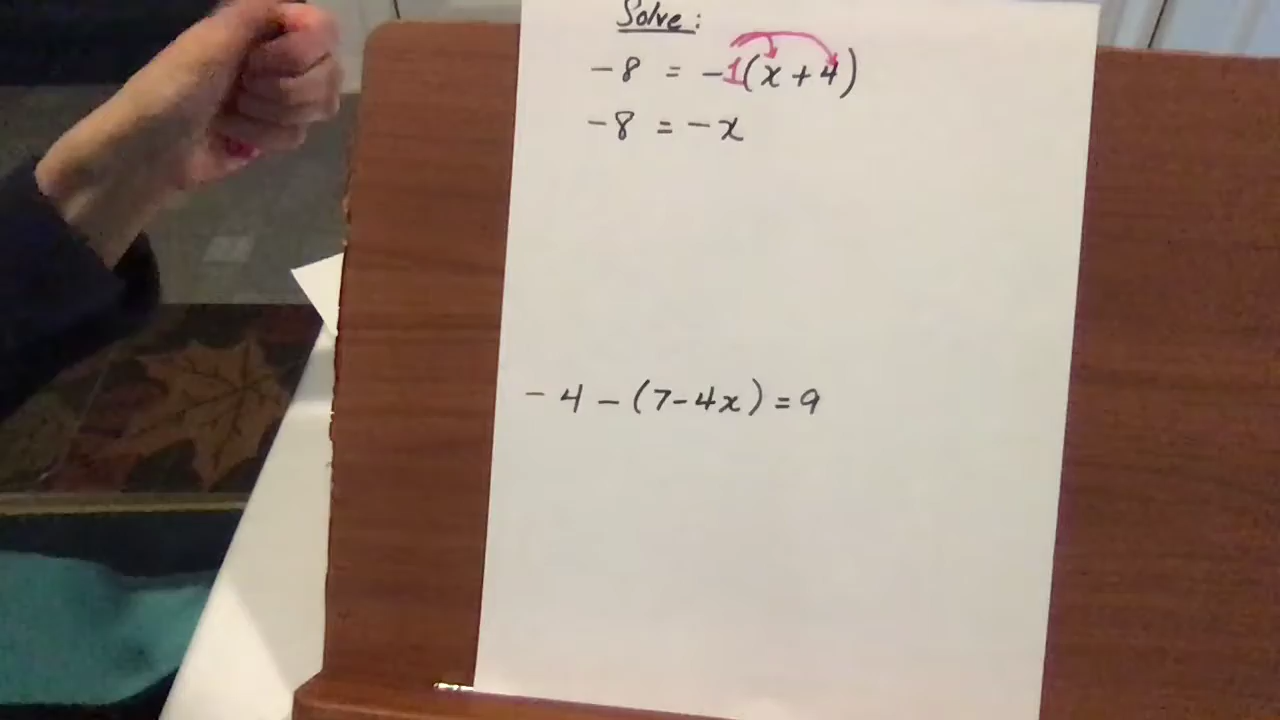 Solve:
-8 = -1(x+4)
-8 = -x
-4-(7-4x)=9